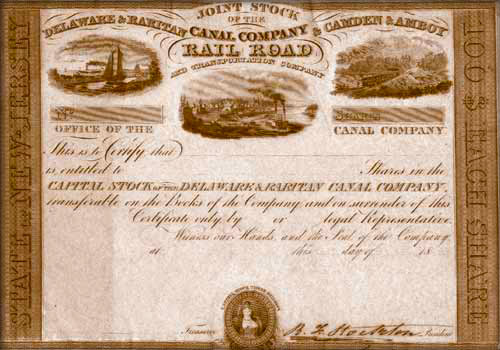 JOINT STOCK
OF THE
DELAWARE & RARITAN CANAL COMPANY & CAMDEN & AMBOY
RAIL ROAD
AND TRANSPORTATION COMPANY
STATE OF NEW-JERSEY
100 $ EACH SHARE
No.
SHARES
OFFICE OF THE CANAL COMPANY
This is to Certify that
is entitled to Shares in the
CAPITAL STOCK OF THE DELAWARE & RARITAN CANAL COMPANY,
transferable on the Books of the Company and on surrender of this
Certificate only by or legal Representative
Witness our Hands, and the Seal of the Company,
at this day of 18
Treasurer R. F. Stockton President